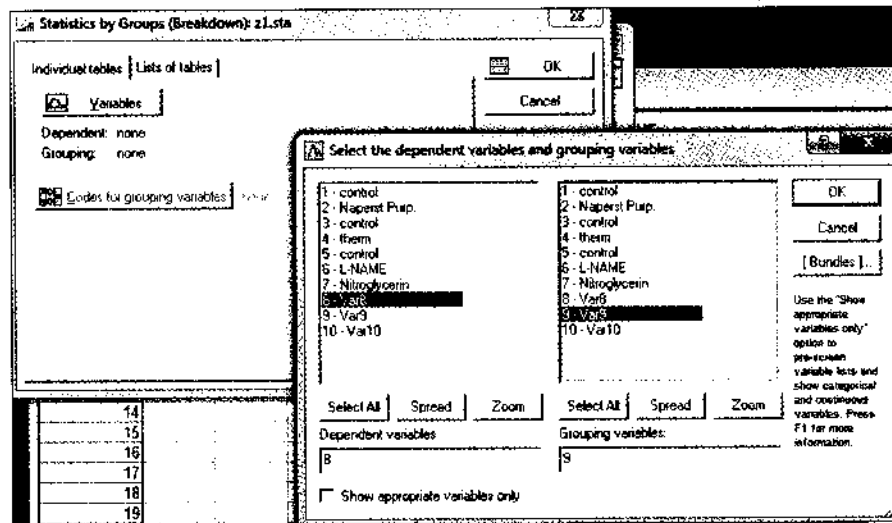 Statistics by Groups (Breakdown): z1.sta
Individual tables
Lists of tables
OK
Variables
Cancel
Dependent: none
Grouping: none
Codes for grouping variables
Select the dependent variables and grouping variables
1 - control
2 - Naperst Purp.
3 - control
4 - therm
5 - control
6 - L-NAME
7 - Nitroglycerin
8 - Var8
9 - Var9
10 - Var10
1 - control
2 - Naperst Purp.
3 - control
4 - therm
5 - control
6 - L-NAME
7 - Nitroglycerin
8 - Var8
9 - Var9
10 - Var10
OK
Cancel
[Bundles]...
Use the "Show
appropriate
variables only"
option to
pre-screen
variable lists and
show categorical
and continuous
variables. Press
F1 for more
information.
Select All
Spread
Zoom
Select All
Spread
Zoom
Dependent variables
Grouping variables:
8
9
Show appropriate variables only
14
15
16
17
18
19